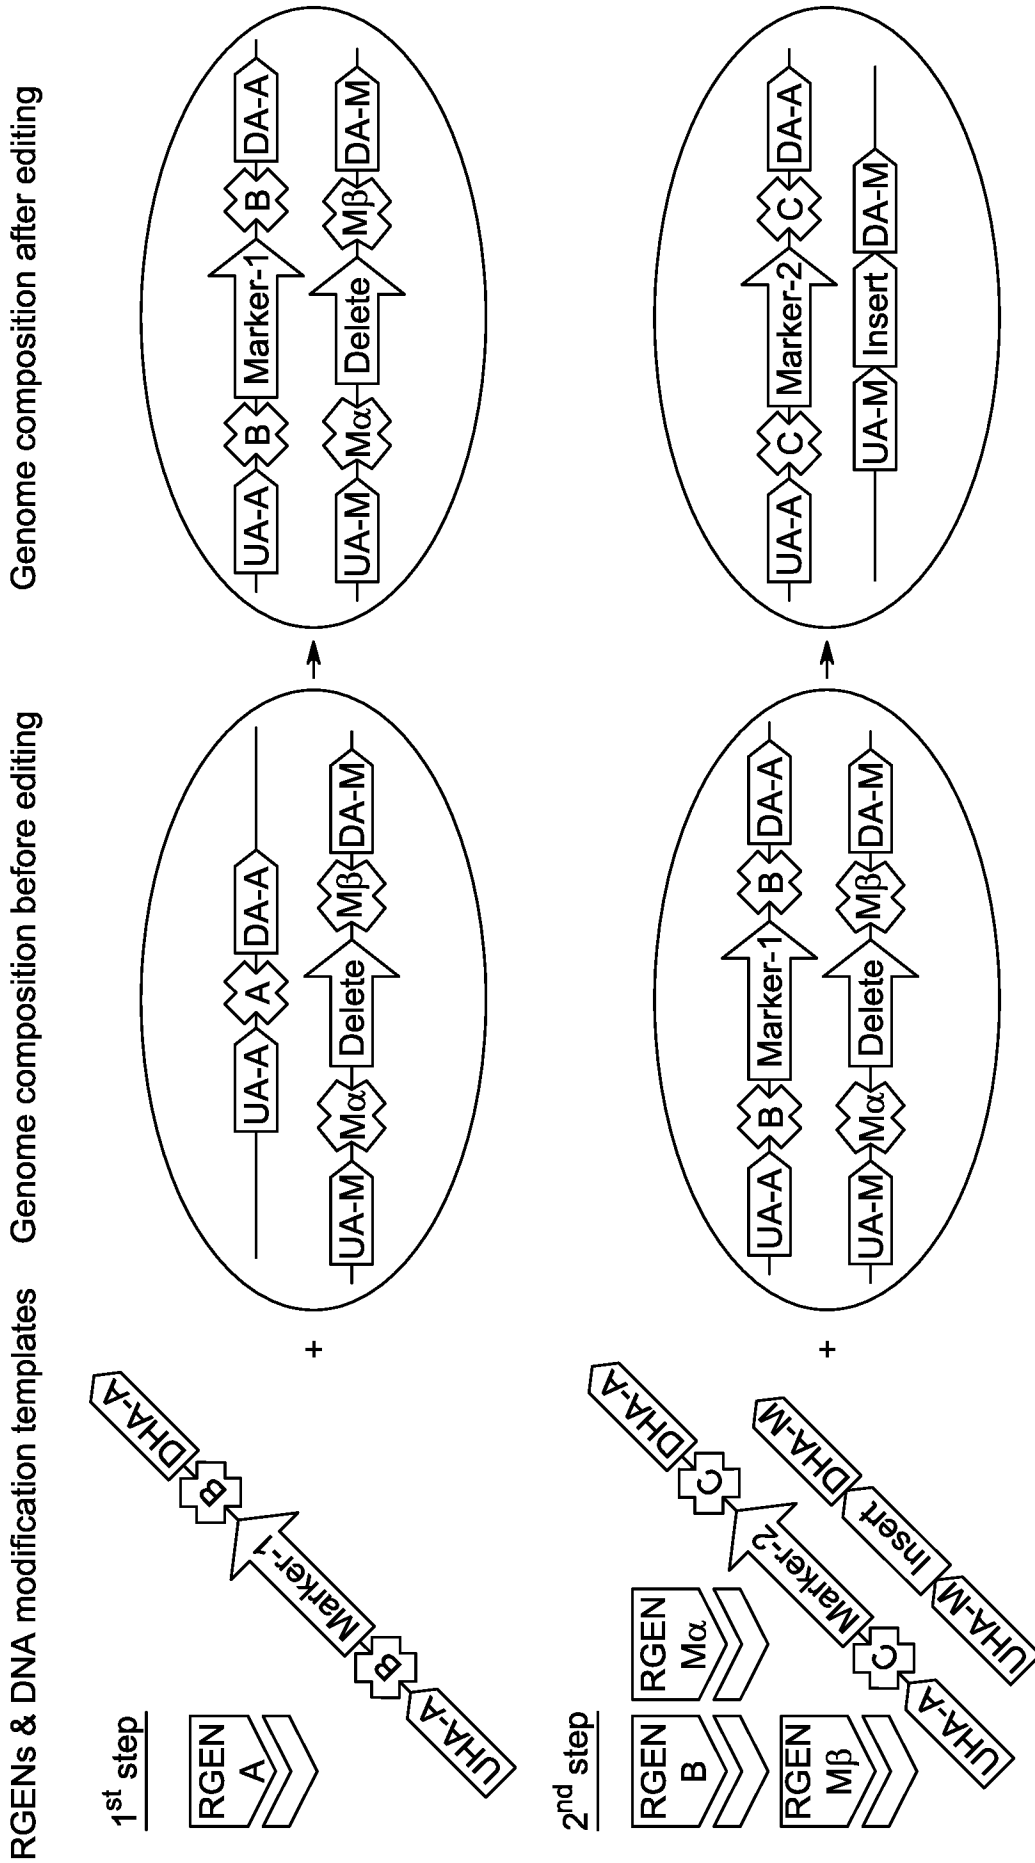 RGENs & DNA modification templates
Genome composition before editing
Genome composition after editing
1st step
RGEN
A
UHA-A
B
Marker-1
B
DHA-A
+
UA-A
A
DA-A
UA-M
Mα
Delete
Mβ
DA-M
UA-A
B
Marker-1
B
DA-A
UA-M
Mα
Delete
Mβ
DA-M
2nd step
RGEN
B
RGEN
Mα
RGEN
Mβ
UHA-A
C
Marker-2
C
DHA-A
UHA-M
Insert
DHA-M
+
UA-A
B
Marker-1
B
DA-A
UA-M
Mα
Delete
Mβ
DA-M
UA-A
C
Marker-2
C
DA-A
UA-M
Insert
DA-M